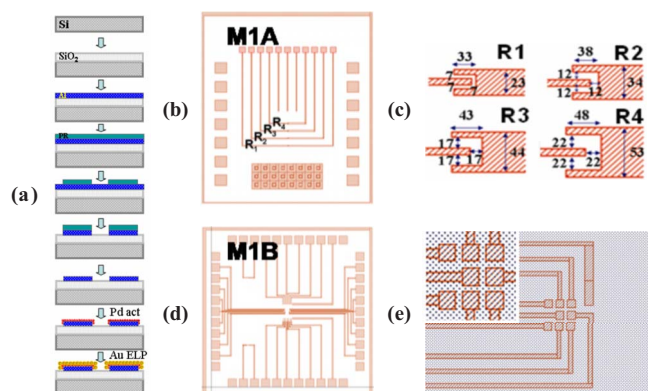 (a)
Si
SiO2
Al
PR
Pd act
Au ELP
(b)
M1A
R1
R2
R3
R4
(c)
R1
33
7
7
7
23
R2
38
12
12
12
34
R3
43
17
17
17
44
R4
48
22
22
22
53
(d)
M1B
(e)